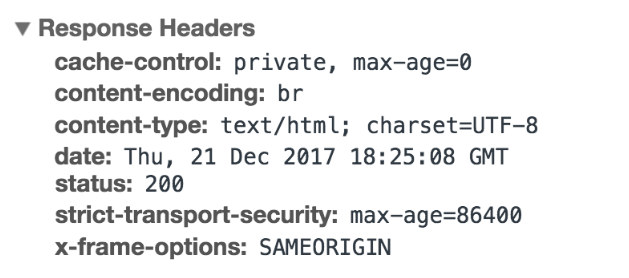 Response Headers
cache-control: private, max-age=0
content-encoding: br
content-type: text/html; charset=UTF-8
date: Thu, 21 Dec 2017 18:25:08 GMT
status: 200
strict-transport-security: max-age=86400
x-frame-options: SAMEORIGIN